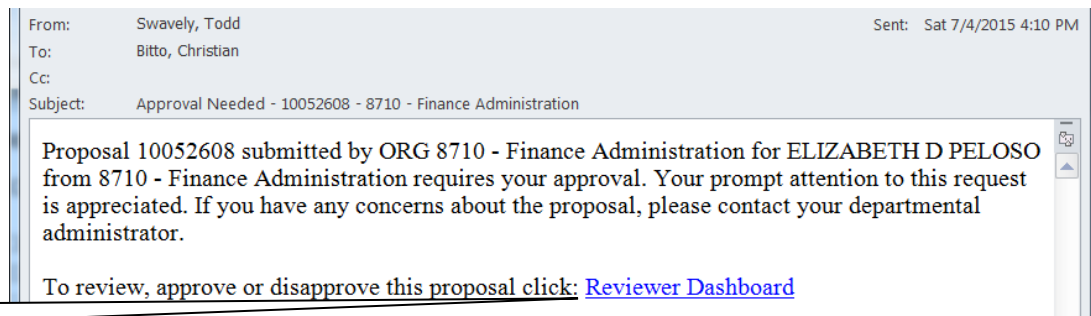 From: Swavely, Todd Sent: Sat 7/4/2015 4:10 PM
To: Bitto, Christian
Cc:
Subject: Approval Needed - 10052608 - 8710 - Finance Administration
Proposal 10052608 submitted by ORG 8710 - Finance Administration for ELIZABETH D PELOSO
from 8710 - Finance Administration requires your approval. Your prompt attention to this request
is appreciated. If you have any concerns about the proposal, please contact your departmental
administrator.
To review, approve or disapprove this proposal click: Reviewer Dashboard